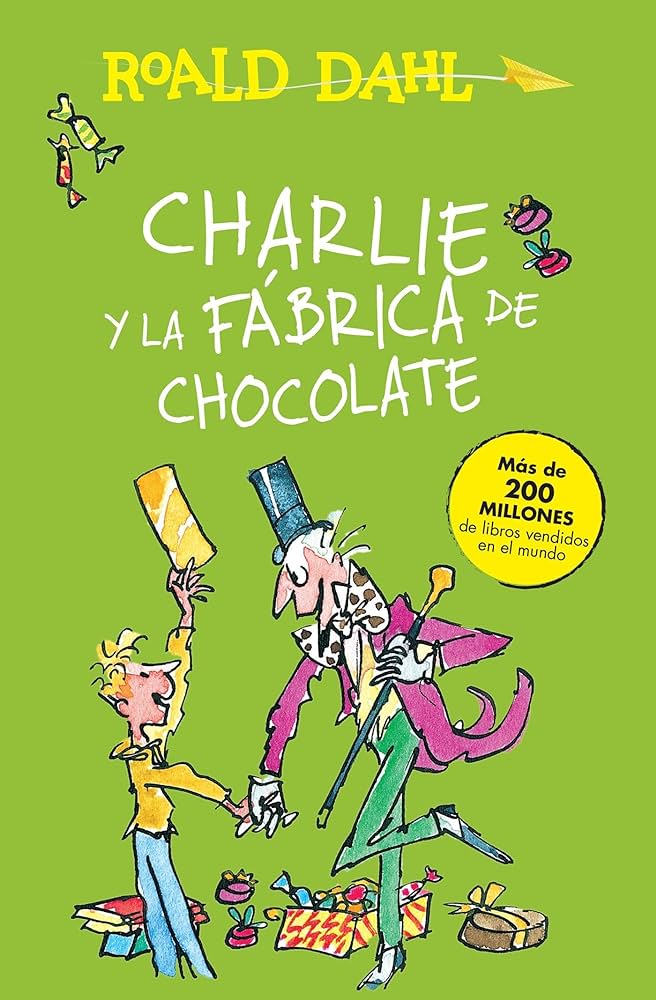 ROALD DAHL
CHARLIE
Y LA FÁBRICA DE
CHOCOLATE
Más de
200
MILLONES
de libros vendidos
en el mundo